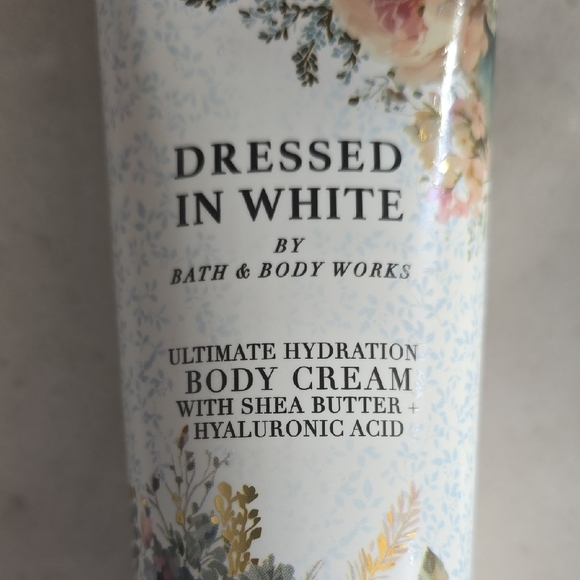 DRESSED
IN WHITE
BY
BATH & BODY WORKS
ULTIMATE HYDRATION
BODY CREAM
WITH SHEA BUTTER +
HYALURONIC ACID